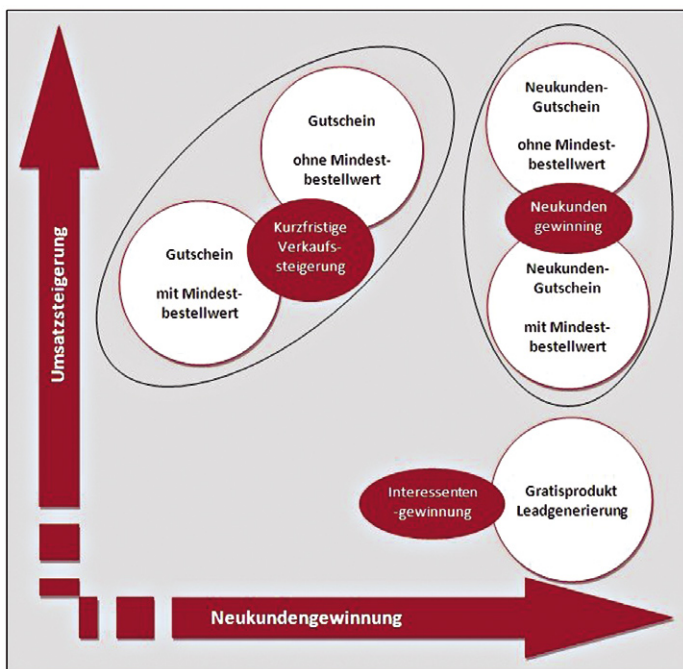 Umsatzsteigerung
Gutschein
ohne Mindest-
bestellwert
Kurzfristige
Verkaufs-
steigerung
Gutschein
mit Mindest-
bestellwert
Neukunden-
Gutschein
ohne Mindest-
bestellwert
Neukunden
gewinning
Neukunden-
Gutschein
mit Mindest-
bestellwert
Interessenten
-gewinnung
Gratisprodukt
Leadgenerierung
Neukundengewinnung